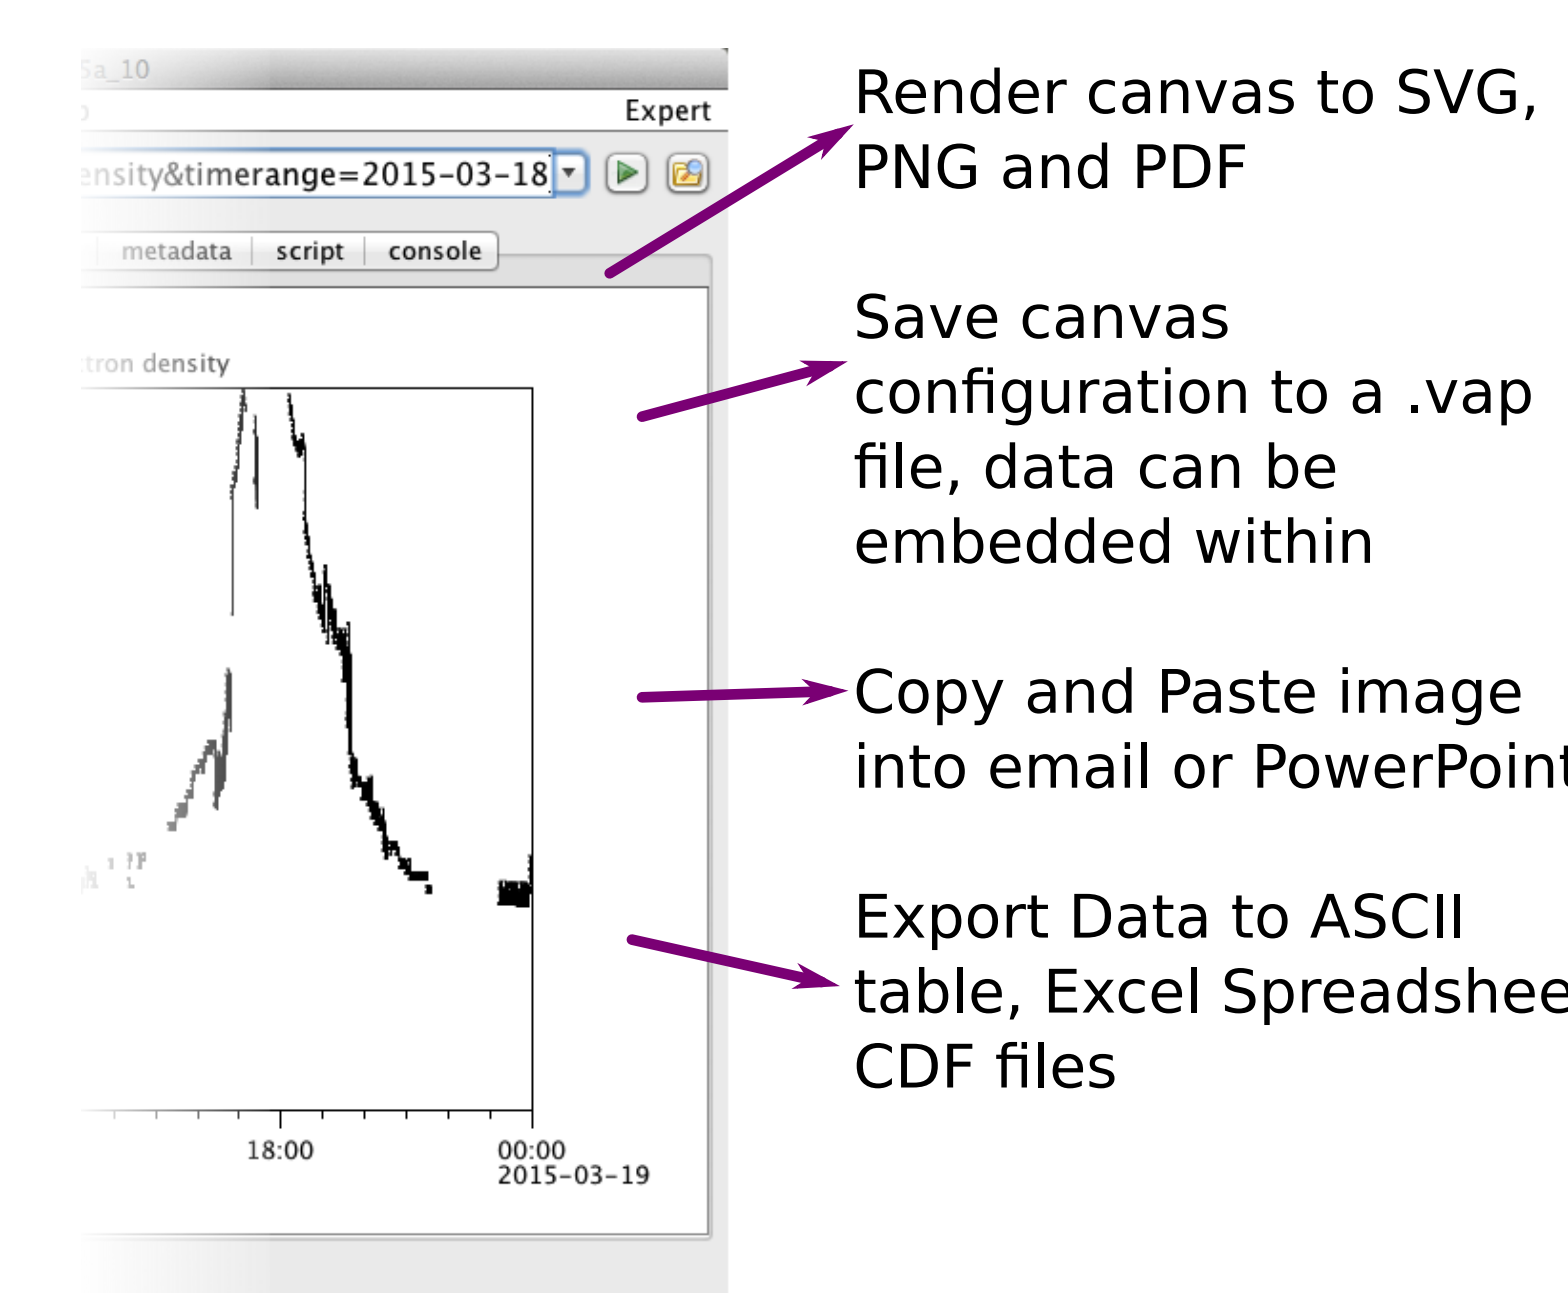 5a_10
Expert
ensity&timerange=2015-03-18
metadata
script
console
tron density
18:00
00:00
2015-03-19
Render canvas to SVG,
PNG and PDF
Save canvas
configuration to a .vap
file, data can be
embedded within
Copy and Paste image
into email or PowerPoint
Export Data to ASCII
table, Excel Spreadshee
CDF files